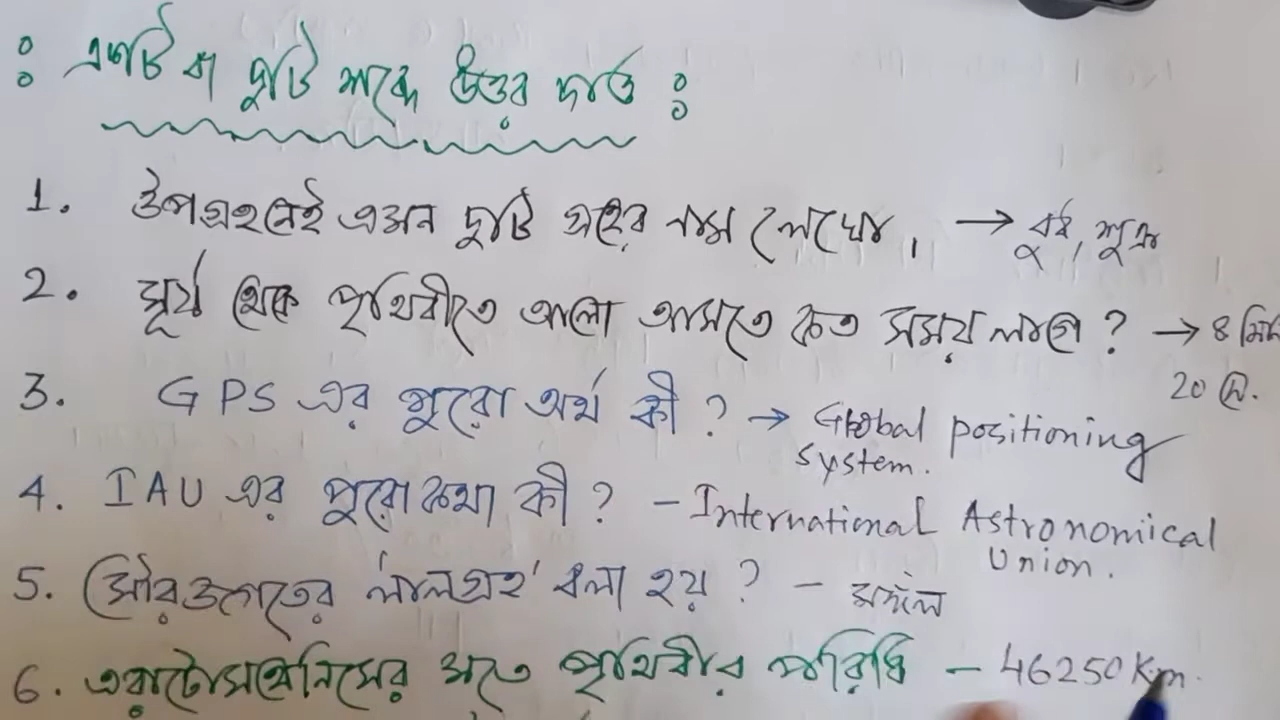 : একটি বা দুটি শব্দে উত্তর দাও :
1. উপগ্রহনেই এমন দুটি গ্রহের নাম লেখো। → বুধ, শুক্র
2. সূর্য থেকে পৃথিবীতে আলো আসতে কত সময় লাগে ? → ৪ মিনি
20 সে.
3. GPS এর পুরো অর্থ কী ? → Global positioning
system.
4. IAU এর পুরো কথা কী ? – International Astronomical
Union.
5. সৌরজগতের 'লালগ্রহ' বলা হয় ? – মঙ্গল
6. এরাটোসথেনিসের মতে পৃথিবীর পরিধি – 46250 Km.